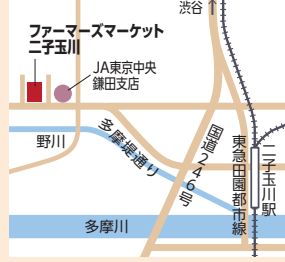 渋谷
ファーマーズマーケット
二子玉川
JA東京中央
鎌田支店
野川
多摩堤通り
国道246号
東急田園都市線
二子玉川駅
多摩川